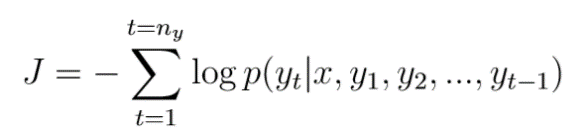 J = - \sum_{t=1}^{t=n_y} \log p(y_t|x, y_1, y_2, ..., y_{t-1})